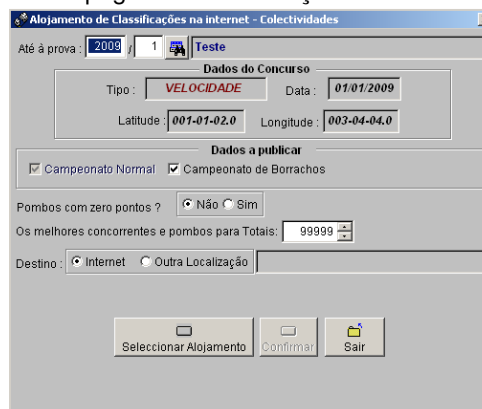 Alojamento de Classificações na internet - Colectividades
Até à prova : 2009 / 1 Teste
Dados do Concurso
Tipo : VELOCIDADE Data : 01/01/2009
Latitude : 001-01-02.0 Longitude : 003-04-04.0
Dados a publicar
Campeonato Normal Campeonato de Borrachos
Pombos com zero pontos ? Não Sim
Os melhores concorrentes e pombos para Totais: 99999
Destino : Internet Outra Localização
Seleccionar Alojamento Confirmar Sair